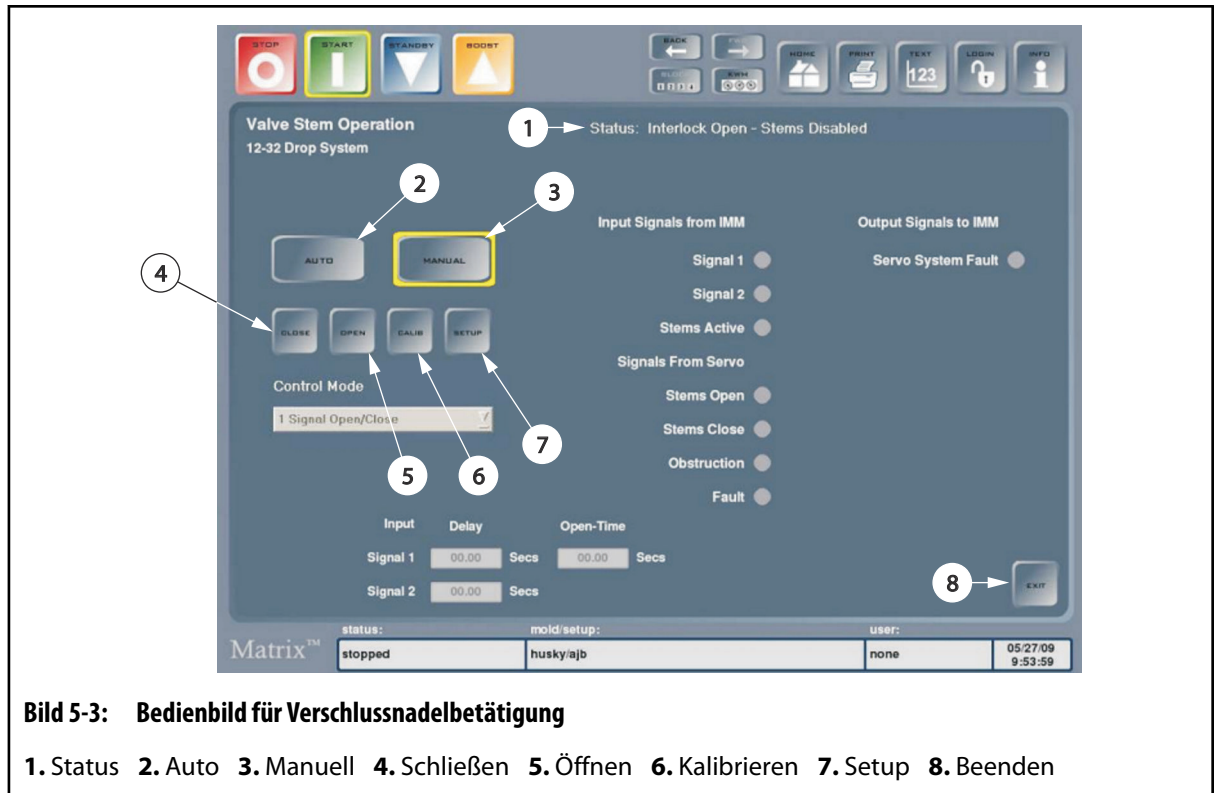 STOP START STANDBY BOOST BACK HOME PRINT TEXT LOGIN INFO
123
Valve Stem Operation
12-32 Drop System
1 Status: Interlock Open - Stems Disabled
2 3
Input Signals from IMM Output Signals to IMM
AUTO MANUAL
Signal 1 Servo System Fault
4
Signal 2
CLOSE OPEN CALIB SETUP
Stems Active
Signals From Servo
Control Mode
Stems Open
1 Signal Open/Close
Stems Close
7
5 6
Obstruction
Fault
Input Delay Open-Time
Signal 1 00.00 Secs 00.00 Secs
Signal 2 00.00 Secs
8 EXIT
status: mold/setup: user:
Matrix™ stopped husky/ajb none 05/27/09
9:53:59
Bild 5-3: Bedienbild für Verschlussnadelbetätigung
1. Status 2. Auto 3. Manuell 4. Schließen 5. Öffnen 6. Kalibrieren 7. Setup 8. Beenden